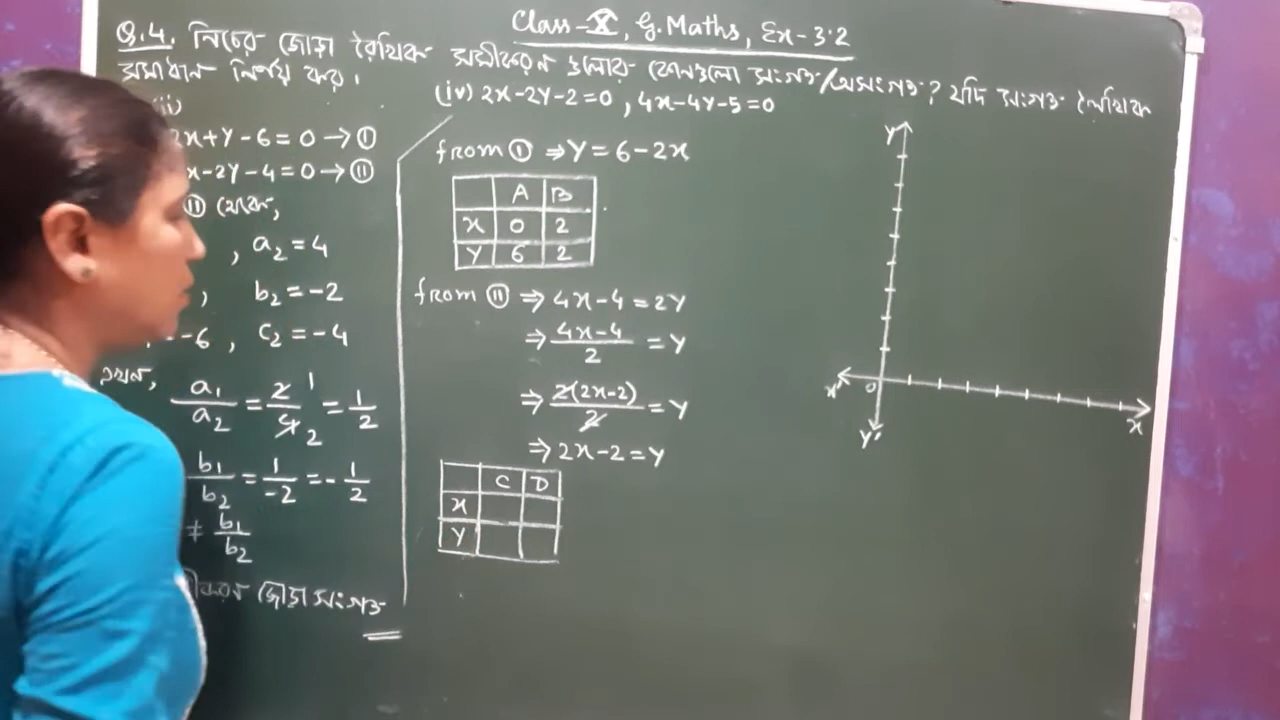 Class-X, G. Maths, Ex-3.2
Q.4. নিচের জোড়া রৈখিক সমীকরন গুলোর কোনগুলো সংগত/অসংগত? যদি সংগত
সমাধান নির্ণয় কর।
(ii)
2x+y-6=0 → ①
x-2y-4=0 → ②
② থেকে,
, a₂=4
, b₂=-2
-6, c₂=-4
এখন,
a₁/a₂ = 2/4 = 1/2
b₁/b₂ = 1/-2 = -1/2
≠ b₁/b₂
জোড়া সংগত
(iv) 2x-2y-2=0, 4x-4y-5=0
from ① ⇒ y=6-2x
A B
x 0 2
y 6 2
from ② ⇒ 4x-4=2y
⇒ 4x-4/2 = y
⇒ 2(2x-2)/2 = y
⇒ 2x-2=y
C D
x
y
Y
X' O X
Y'